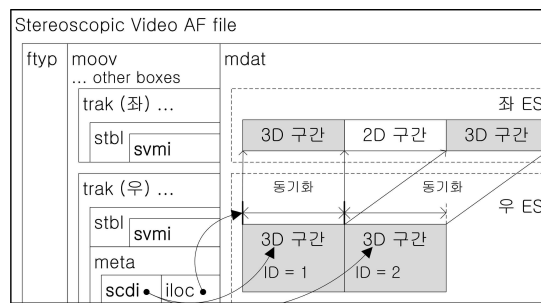 Stereoscopic Video AF file
ftyp
moov
... other boxes
mdat
trak (좌) ...
stbl
svmi
좌 ES
3D 구간
2D 구간
3D 구간
trak (우) ...
stbl
svmi
동기화
동기화
우 ES
meta
scdi
iloc
3D 구간
ID = 1
3D 구간
ID = 2